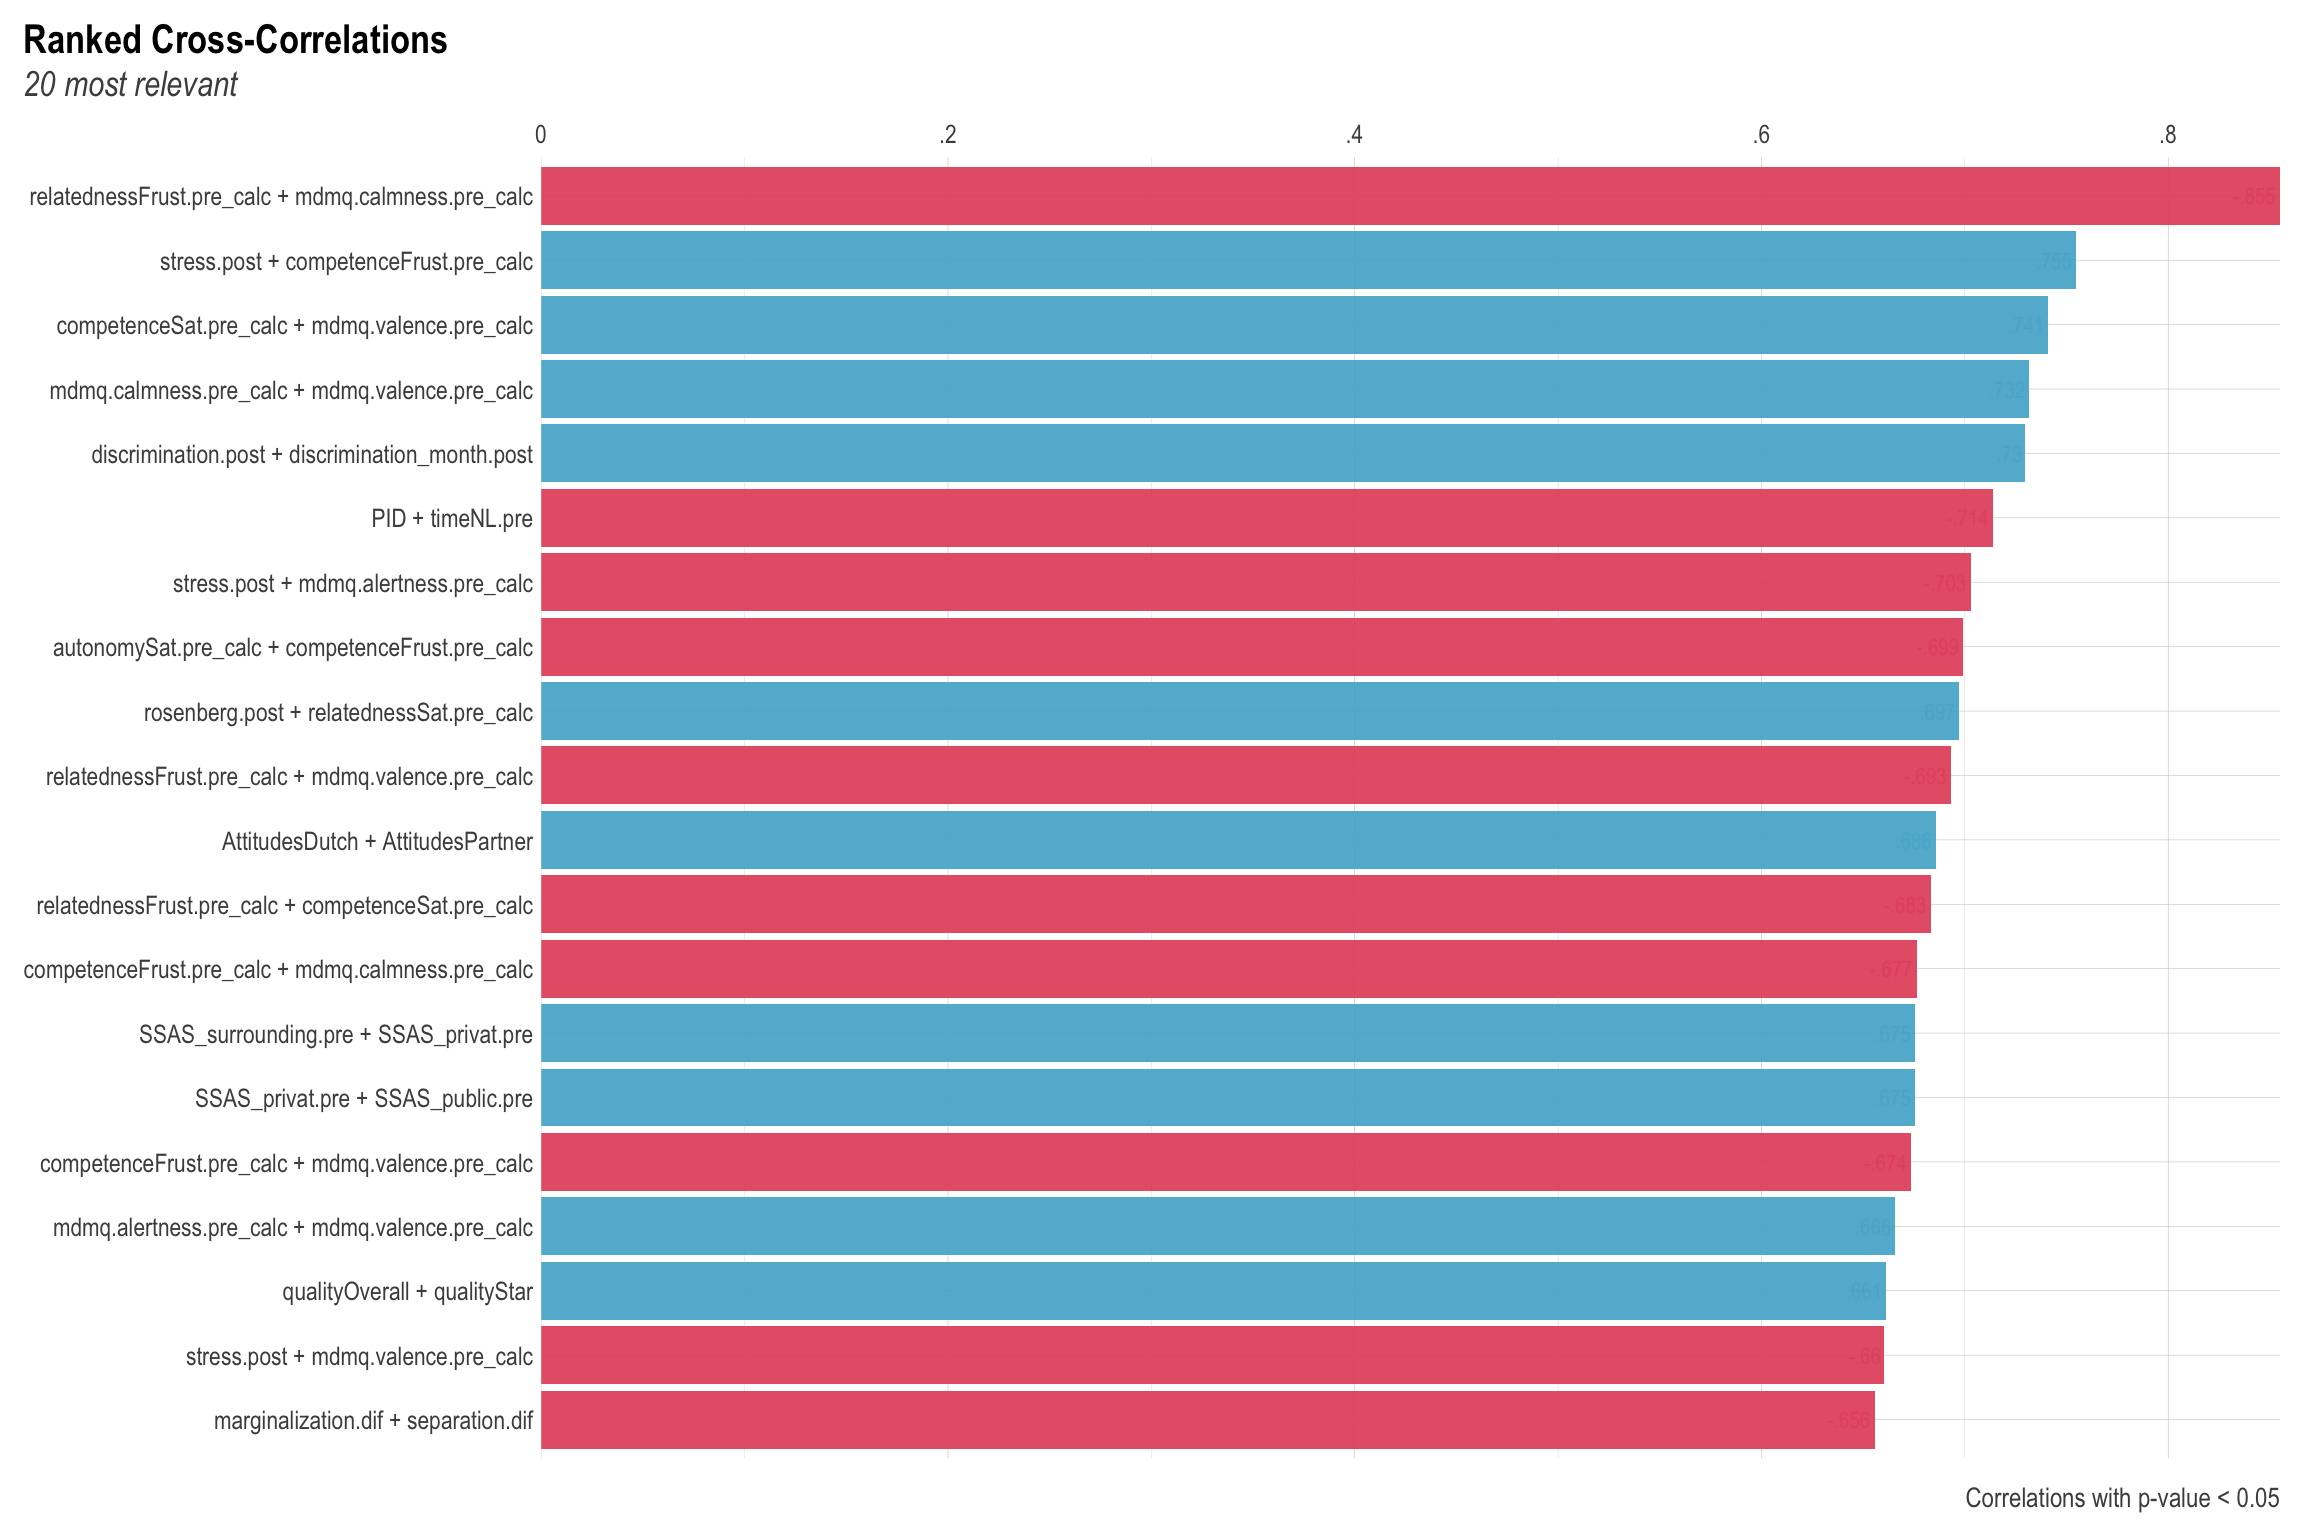 Ranked Cross-Correlations
20 most relevant
0 .2 .4 .6 .8
relatednessFrust.pre_calc + mdmq.calmness.pre_calc -.855
stress.post + competenceFrust.pre_calc .755
competenceSat.pre_calc + mdmq.valence.pre_calc .741
mdmq.calmness.pre_calc + mdmq.valence.pre_calc .732
discrimination.post + discrimination_month.post .73
PID + timeNL.pre -.714
stress.post + mdmq.alertness.pre_calc -.703
autonomySat.pre_calc + competenceFrust.pre_calc -.699
rosenberg.post + relatednessSat.pre_calc .697
relatednessFrust.pre_calc + mdmq.valence.pre_calc -.693
AttitudesDutch + AttitudesPartner .686
relatednessFrust.pre_calc + competenceSat.pre_calc -.683
competenceFrust.pre_calc + mdmq.calmness.pre_calc -.677
SSAS_surrounding.pre + SSAS_privat.pre .675
SSAS_privat.pre + SSAS_public.pre .675
competenceFrust.pre_calc + mdmq.valence.pre_calc -.674
mdmq.alertness.pre_calc + mdmq.valence.pre_calc .666
qualityOverall + qualityStar .661
stress.post + mdmq.valence.pre_calc -.66
marginalization.dif + separation.dif -.656
Correlations with p-value < 0.05